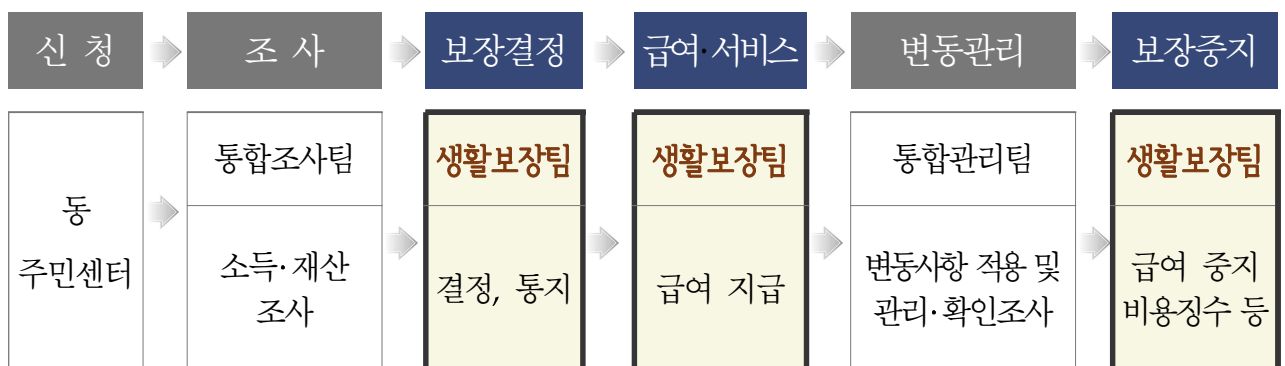 신 청
조 사
보장결정
급여·서비스
변동관리
보장중지
동
주민센터
통합조사팀
소득·재산
조사
생활보장팀
결정, 통지
생활보장팀
급여 지급
통합관리팀
변동사항 적용 및
관리·확인조사
생활보장팀
급여 중지
비용징수 등